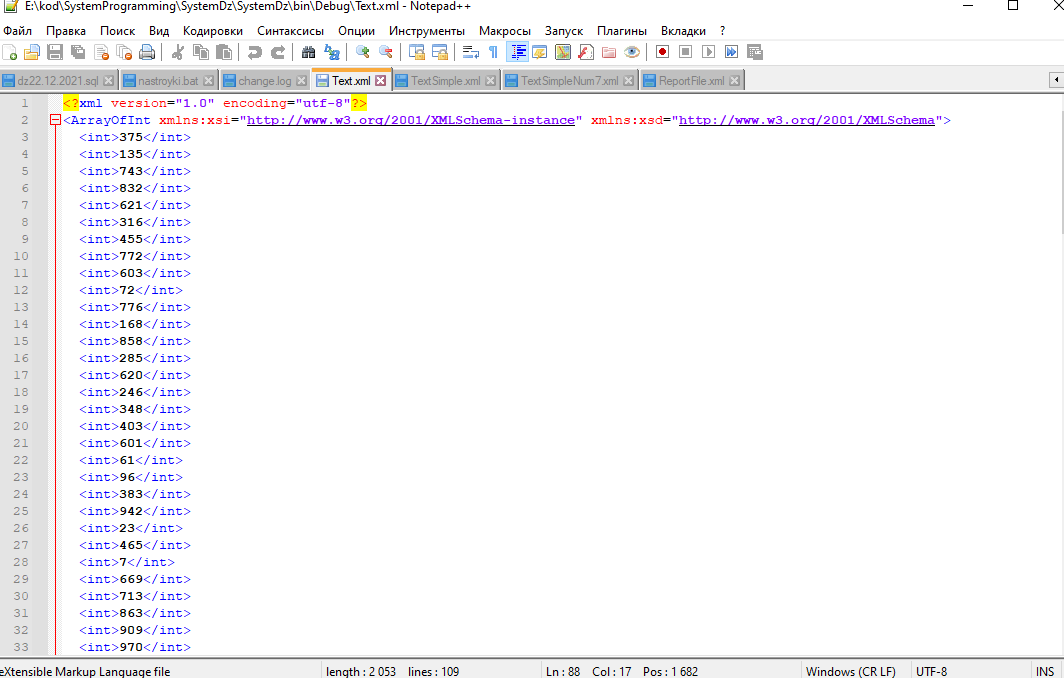 E:\kod\SystemProgramming\SystemDz\SystemDz\bin\Debug\Text.xml - Notepad++
Файл Правка Поиск Вид Кодировки Синтаксисы Опции Инструменты Макросы Запуск Плагины Вкладки ?
dz22.12.2021.sql nastroyki.bat change.log Text.xml TextSimple.xml TextSimpleNum7.xml ReportFile.xml
1 <?xml version="1.0" encoding="utf-8"?>
2 <ArrayOfInt xmlns:xsi="http://www.w3.org/2001/XMLSchema-instance" xmlns:xsd="http://www.w3.org/2001/XMLSchema">
3 <int>375</int>
4 <int>135</int>
5 <int>743</int>
6 <int>832</int>
7 <int>621</int>
8 <int>316</int>
9 <int>455</int>
10 <int>772</int>
11 <int>603</int>
12 <int>72</int>
13 <int>776</int>
14 <int>168</int>
15 <int>858</int>
16 <int>285</int>
17 <int>620</int>
18 <int>246</int>
19 <int>348</int>
20 <int>403</int>
21 <int>601</int>
22 <int>61</int>
23 <int>96</int>
24 <int>383</int>
25 <int>942</int>
26 <int>23</int>
27 <int>465</int>
28 <int>7</int>
29 <int>669</int>
30 <int>713</int>
31 <int>863</int>
32 <int>909</int>
33 <int>970</int>
eXtensible Markup Language file length : 2 053 lines : 109 Ln : 88 Col : 17 Pos : 1 682 Windows (CR LF) UTF-8 INS